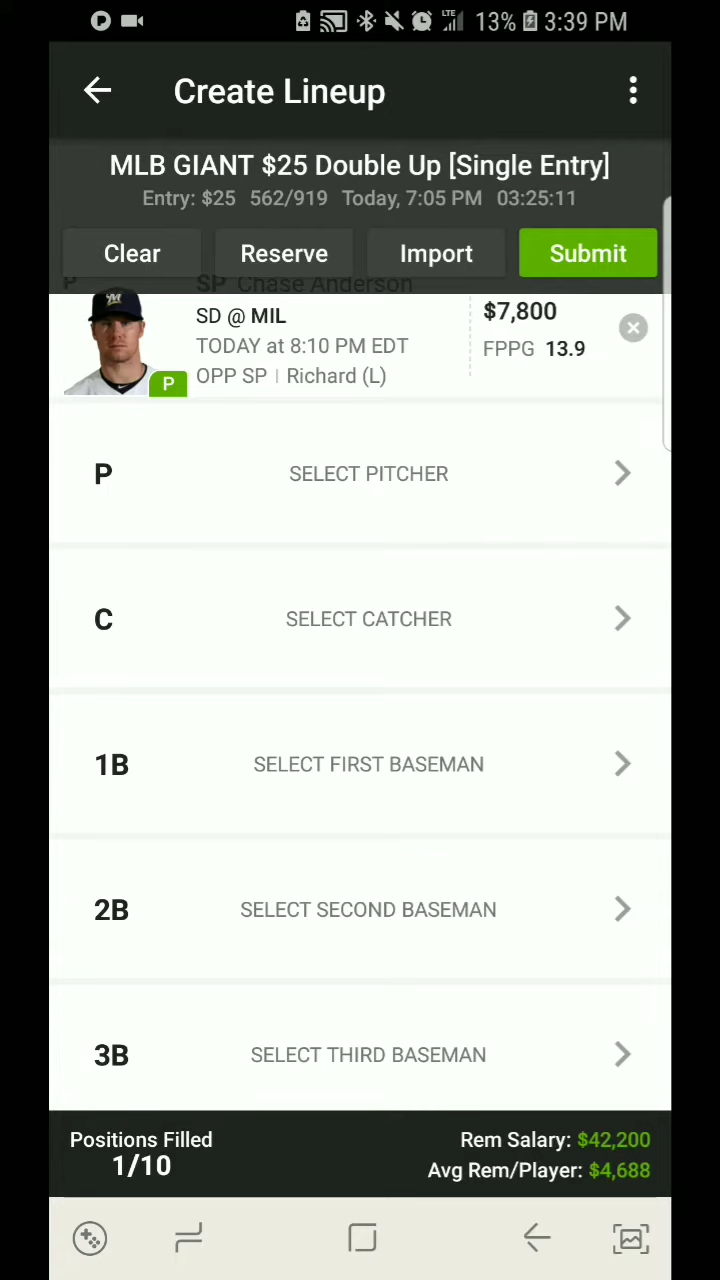 LTE 13% 3:39 PM
Create Lineup
MLB GIANT $25 Double Up [Single Entry]
Entry: $25 562/919 Today, 7:05 PM 03:25:11
Clear Reserve Import Submit
P SP Chase Anderson
SD @ MIL $7,800
TODAY at 8:10 PM EDT FPPG 13.9
P OPP SP | Richard (L)
P SELECT PITCHER
C SELECT CATCHER
1B SELECT FIRST BASEMAN
2B SELECT SECOND BASEMAN
3B SELECT THIRD BASEMAN
Positions Filled Rem Salary: $42,200
1/10 Avg Rem/Player: $4,688